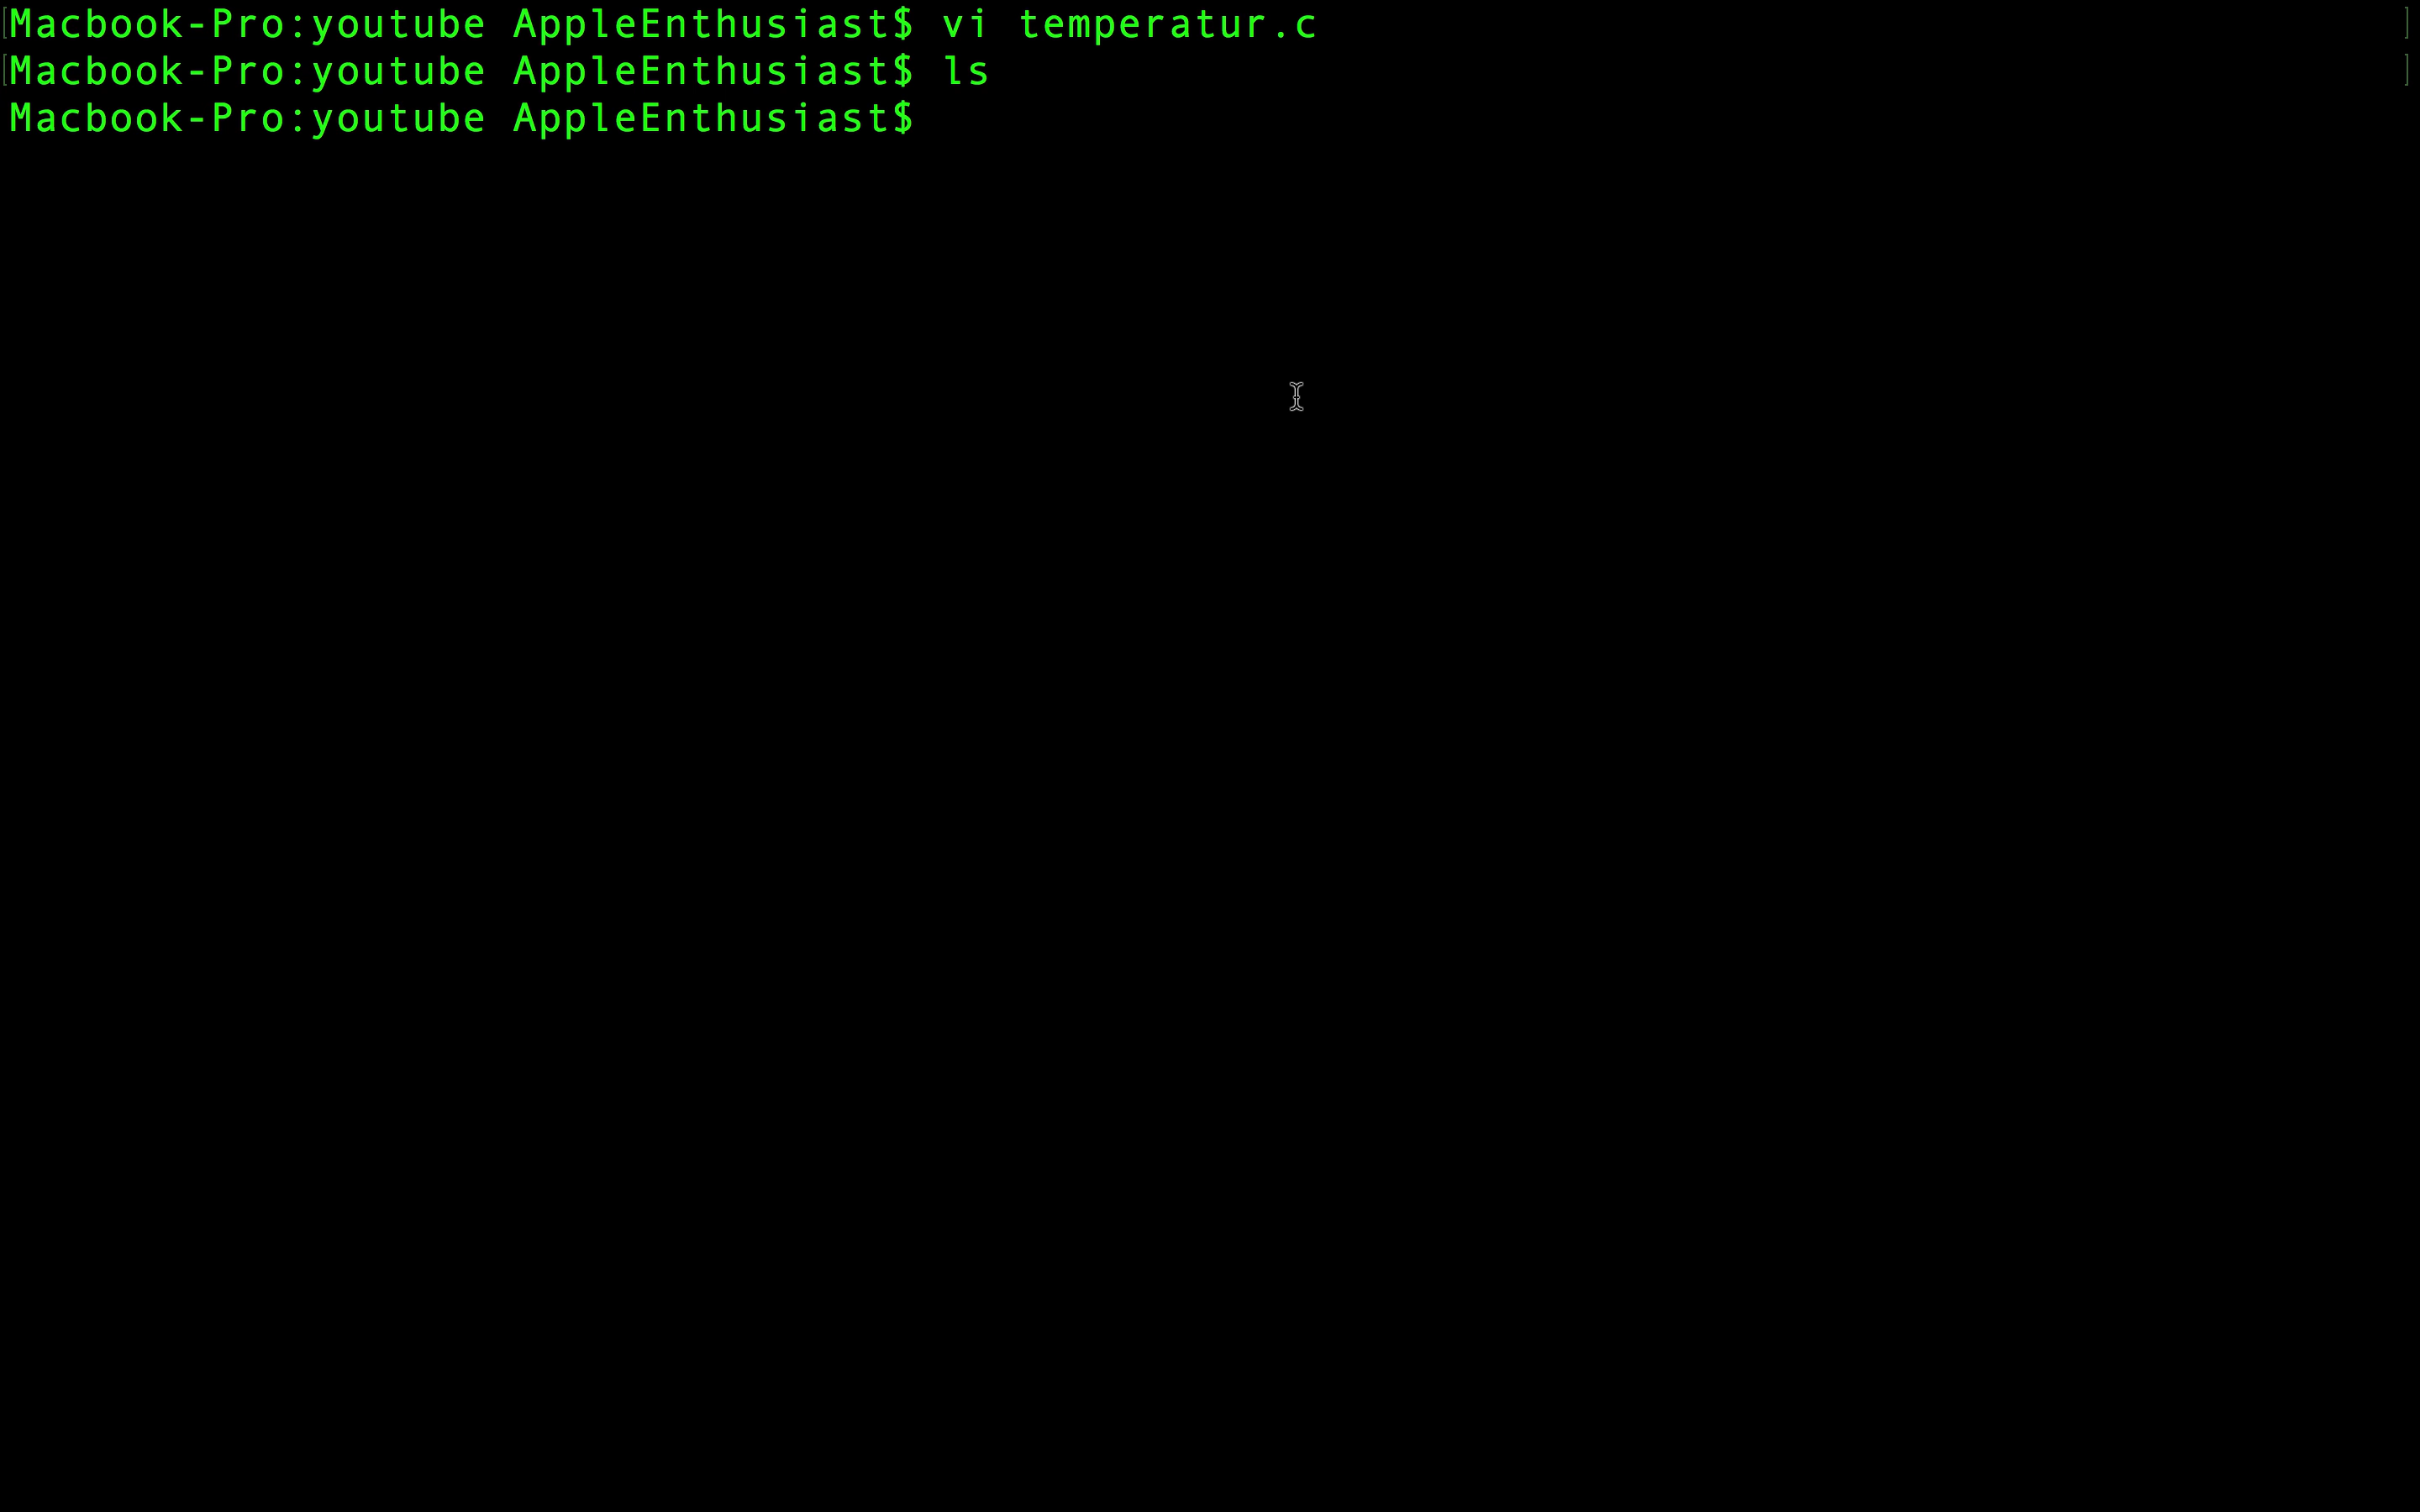 [Macbook-Pro:youtube AppleEnthusiast$ vi temperatur.c ]
[Macbook-Pro:youtube AppleEnthusiast$ ls ]
Macbook-Pro:youtube AppleEnthusiast$